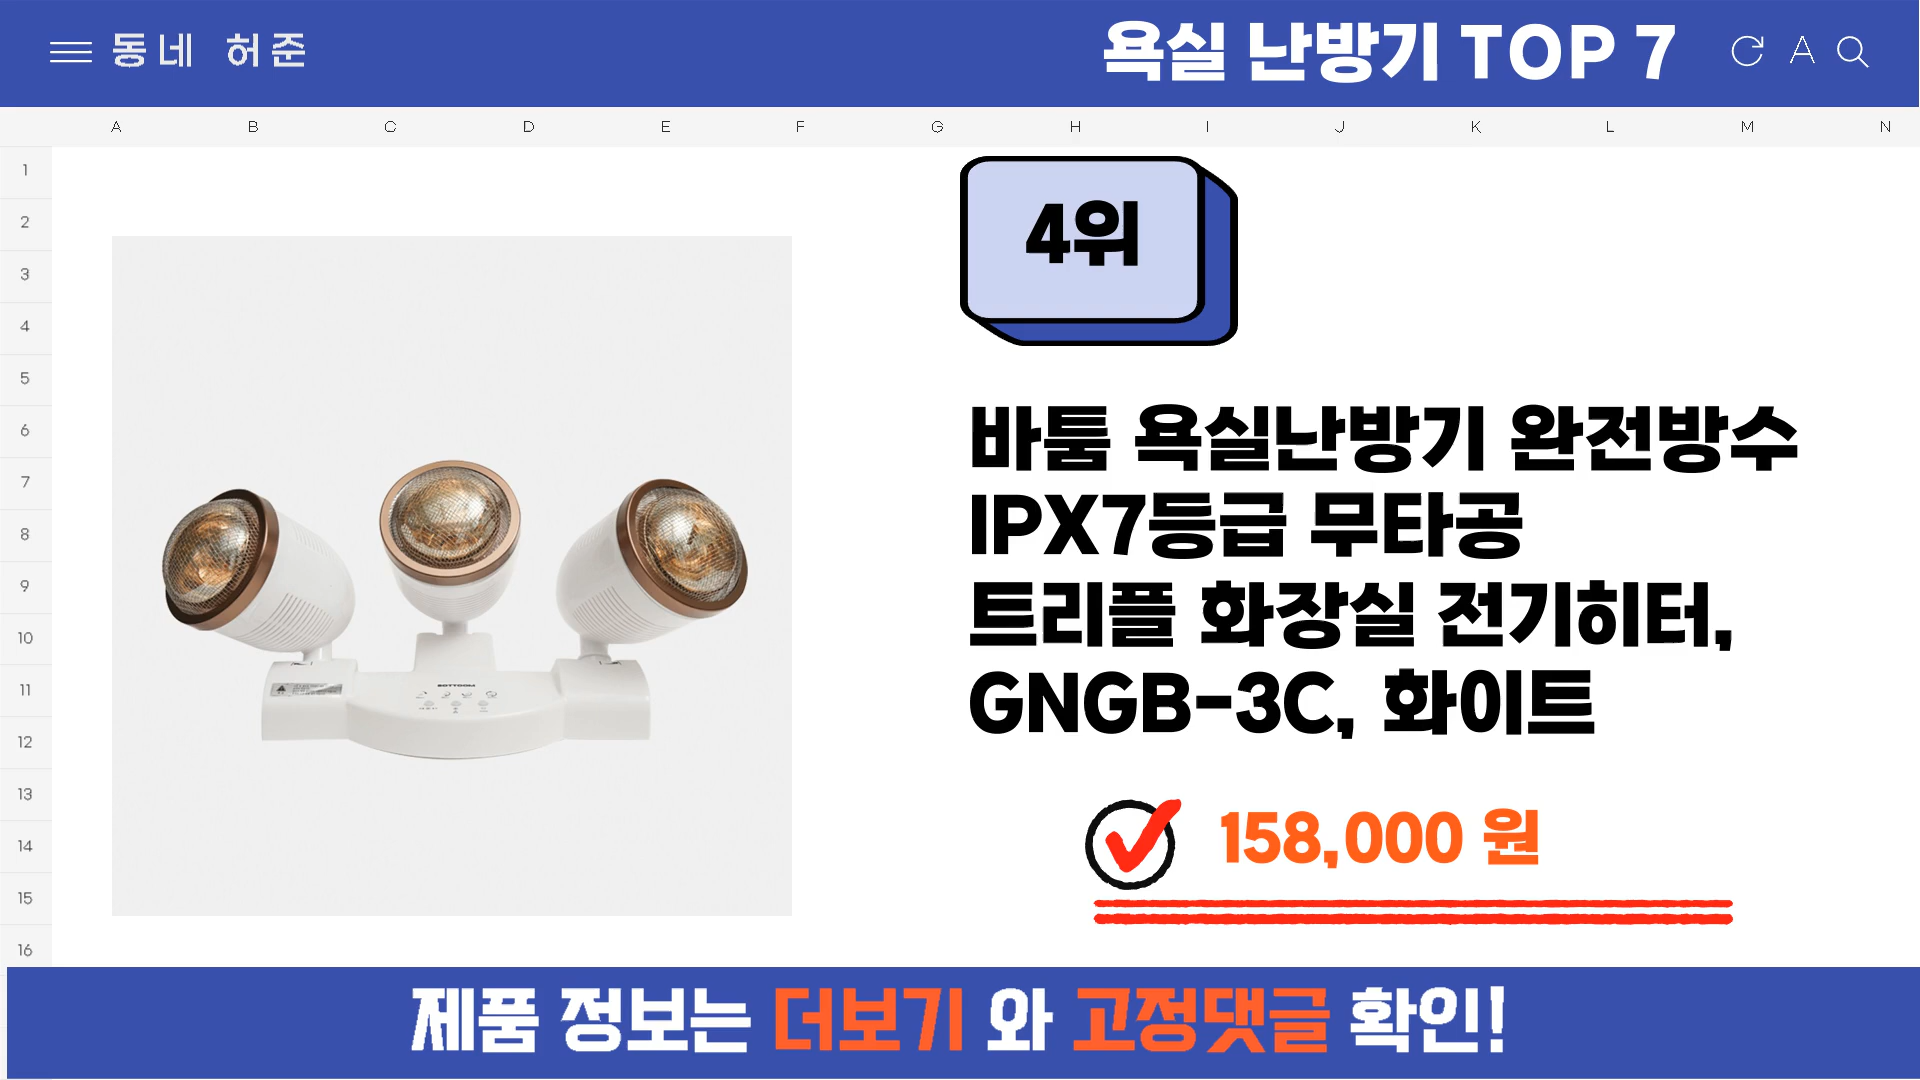 동네 허준
욕실 난방기 TOP 7
A B C D E F G H I J K L M N
1
2
3
4
5
6
7
8
9
10
11
12
13
14
15
16
4위
바툼 욕실난방기 완전방수
IPX7등급 무타공
트리플 화장실 전기히터,
GNGB-3C, 화이트
158,000 원
제품 정보는 더보기 와 고정댓글 확인!